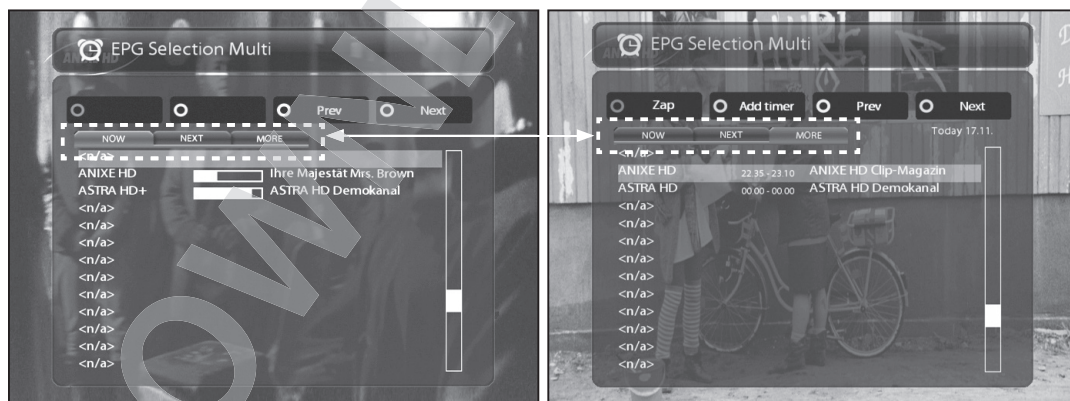 EPG Selection Multi
Prev Next
NOW NEXT MORE
<n/a>
ANIXE HD Ihre Majestät Mrs. Brown
ASTRA HD+ ASTRA HD Demokanal
<n/a>
<n/a>
<n/a>
<n/a>
<n/a>
<n/a>
<n/a>
<n/a>
<n/a>
<n/a>
EPG Selection Multi
Zap Add timer Prev Next
NOW NEXT MORE Today 17.11.
<n/a>
ANIXE HD 22.35 - 23.10 ANIXE HD Clip-Magazin
ASTRA HD 00.00 - 00.00 ASTRA HD Demokanal
<n/a>
<n/a>
<n/a>
<n/a>
<n/a>
<n/a>
<n/a>
<n/a>
<n/a>
<n/a>